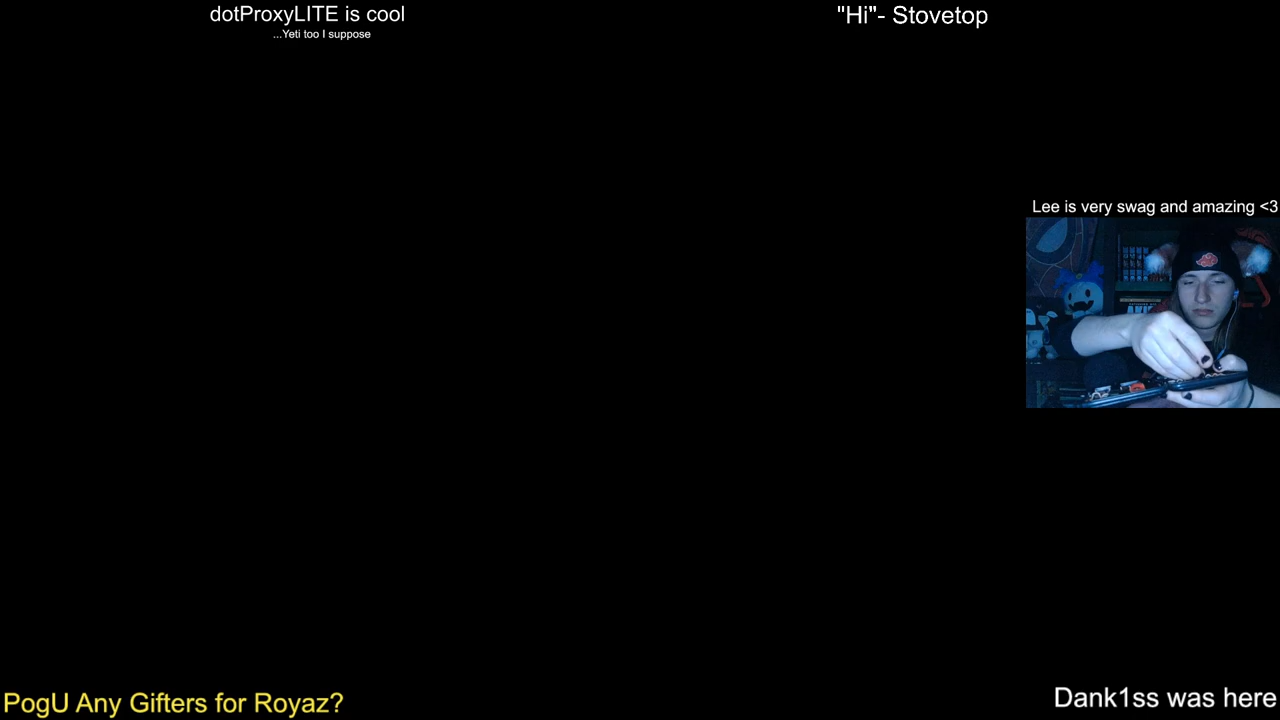 dotProxyLITE is cool
...Yeti too I suppose
"Hi"- Stovetop
Lee is very swag and amazing <3
PogU Any Gifters for Royaz?
Dank1ss was here